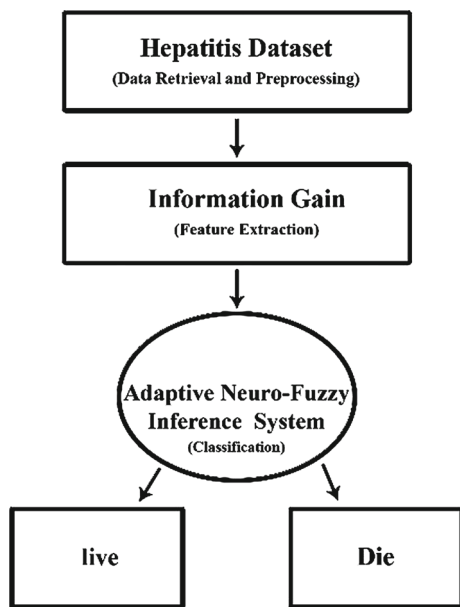 Hepatitis Dataset
(Data Retrieval and Preprocessing)
Information Gain
(Feature Extraction)
Adaptive Neuro-Fuzzy
Inference System
(Classification)
live
Die